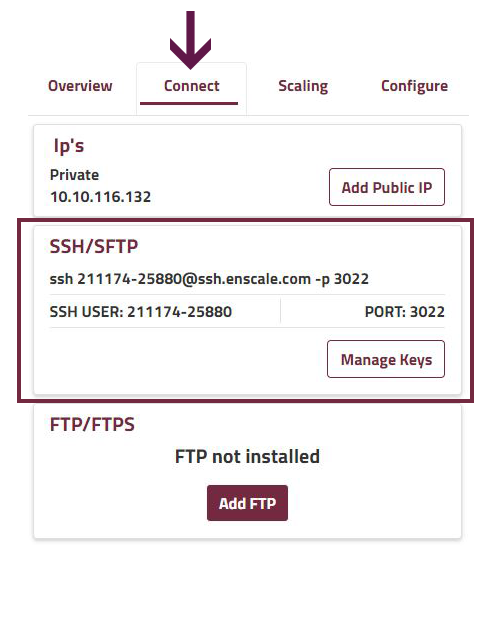 Overview Connect Scaling Configure
Ip's
Private
10.10.116.132
Add Public IP
SSH/SFTP
ssh 211174-25880@ssh.enscale.com -p 3022
SSH USER: 211174-25880 PORT: 3022
Manage Keys
FTP/FTPS
FTP not installed
Add FTP